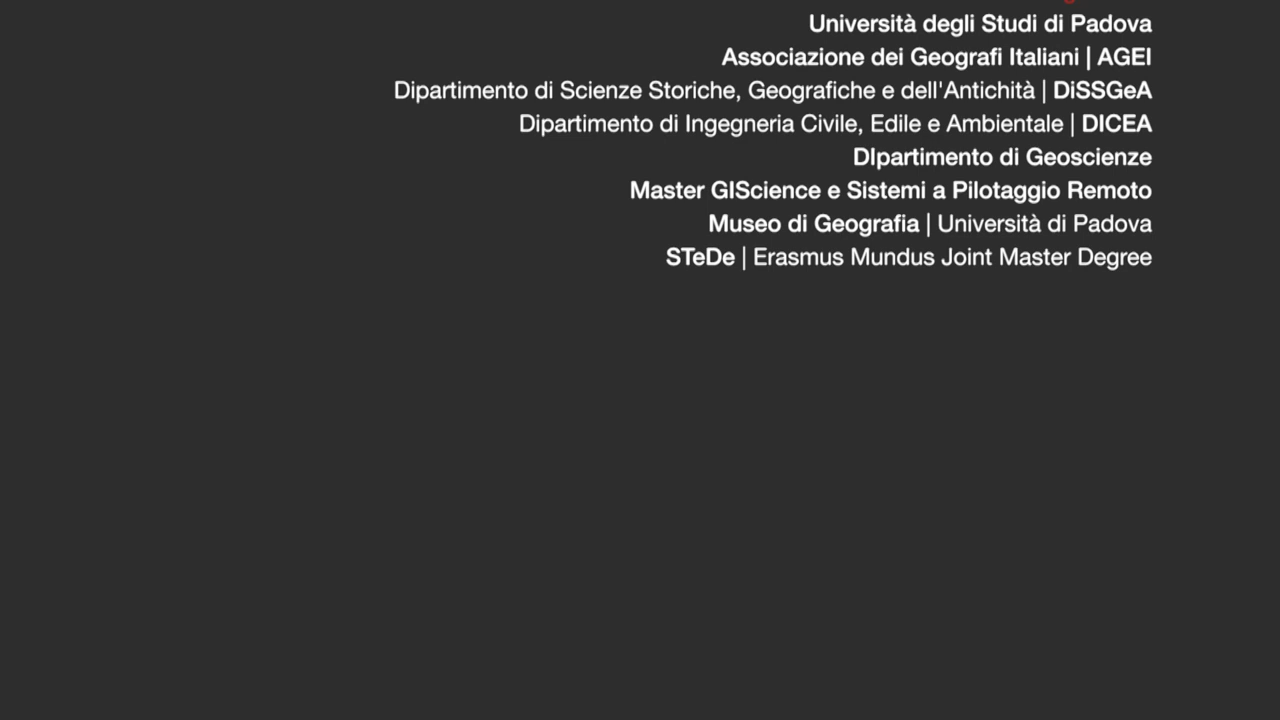 Università degli Studi di Padova
Associazione dei Geografi Italiani | AGEI
Dipartimento di Scienze Storiche, Geografiche e dell'Antichità | DiSSGeA
Dipartimento di Ingegneria Civile, Edile e Ambientale | DICEA
DIpartimento di Geoscienze
Master GIScience e Sistemi a Pilotaggio Remoto
Museo di Geografia | Università di Padova
STeDe | Erasmus Mundus Joint Master Degree